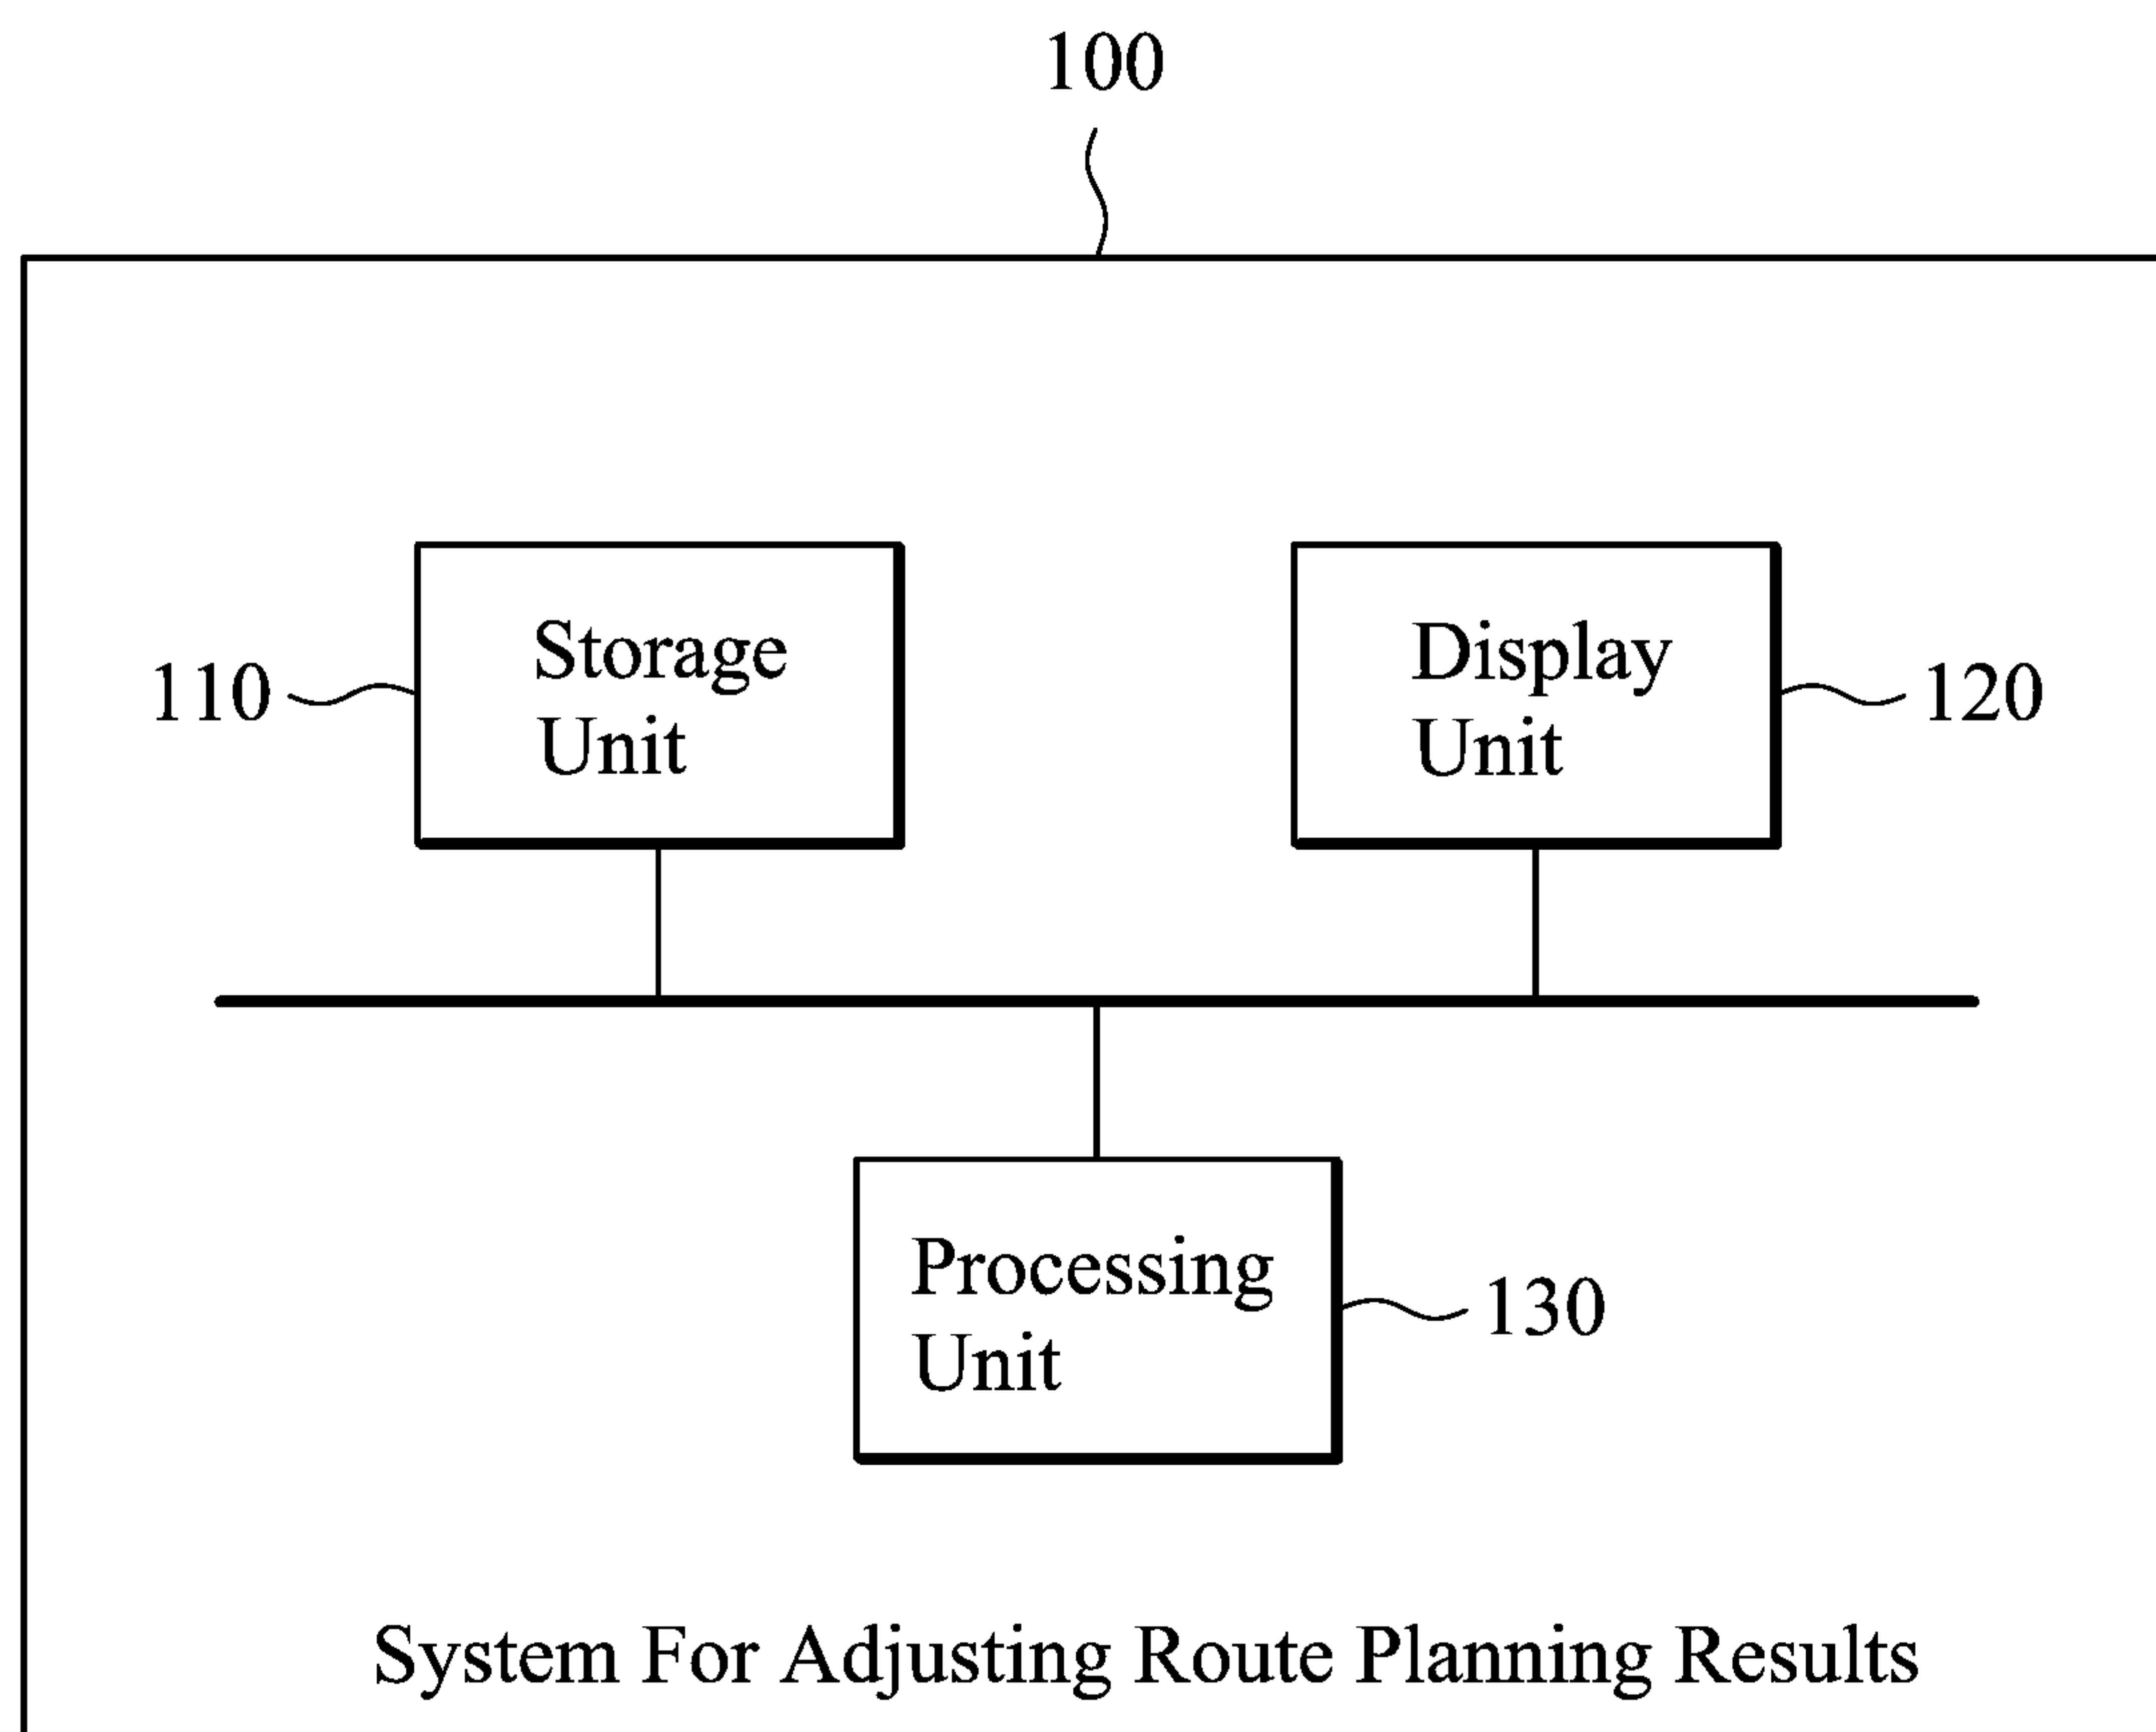 100
Storage
Unit
110
Display
Unit
120
Processing
Unit
130
System For Adjusting Route Planning Results